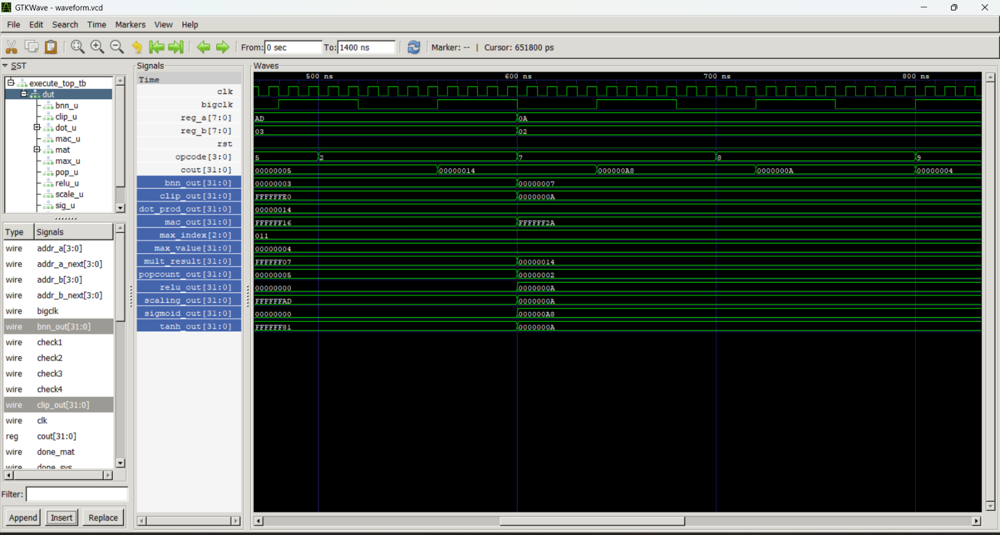 GTKWave - waveform.vcd
File Edit Search Time Markers View Help
From: 0 sec To: 1400 ns Marker: -- | Cursor: 651800 ps
SST
execute_top_tb
dut
bnn_u
clip_u
dot_u
mac_u
mat
max_u
pop_u
relu_u
scale_u
sig_u
Type Signals
wire addr_a[3:0]
wire addr_a_next[3:0]
wire addr_b[3:0]
wire addr_b_next[3:0]
wire bigclk
wire bnn_out[31:0]
wire check1
wire check2
wire check3
wire check4
wire clip_out[31:0]
wire clk
reg cout[31:0]
wire done_mat
wire done_sys
Filter:
Append Insert Replace
Signals
Time
clk
bigclk
reg_a[7:0]
reg_b[7:0]
rst
opcode[3:0]
cout[31:0]
bnn_out[31:0]
clip_out[31:0]
dot_prod_out[31:0]
mac_out[31:0]
max_index[2:0]
max_value[31:0]
mult_result[31:0]
popcount_out[31:0]
relu_out[31:0]
scaling_out[31:0]
sigmoid_out[31:0]
tanh_out[31:0]
Waves
500 ns 600 ns 700 ns 800 ns
AD 0A
03 02
5 2 7 8 9
00000005 00000014 000000A8 0000000A 00000004
00000003 00000007
FFFFFFE0 0000000A
00000014
FFFFFF16 FFFFFF2A
011
00000004
FFFFFF07 00000014
00000005 00000002
00000000 0000000A
FFFFFFAD 0000000A
00000000 000000A8
FFFFFF81 0000000A